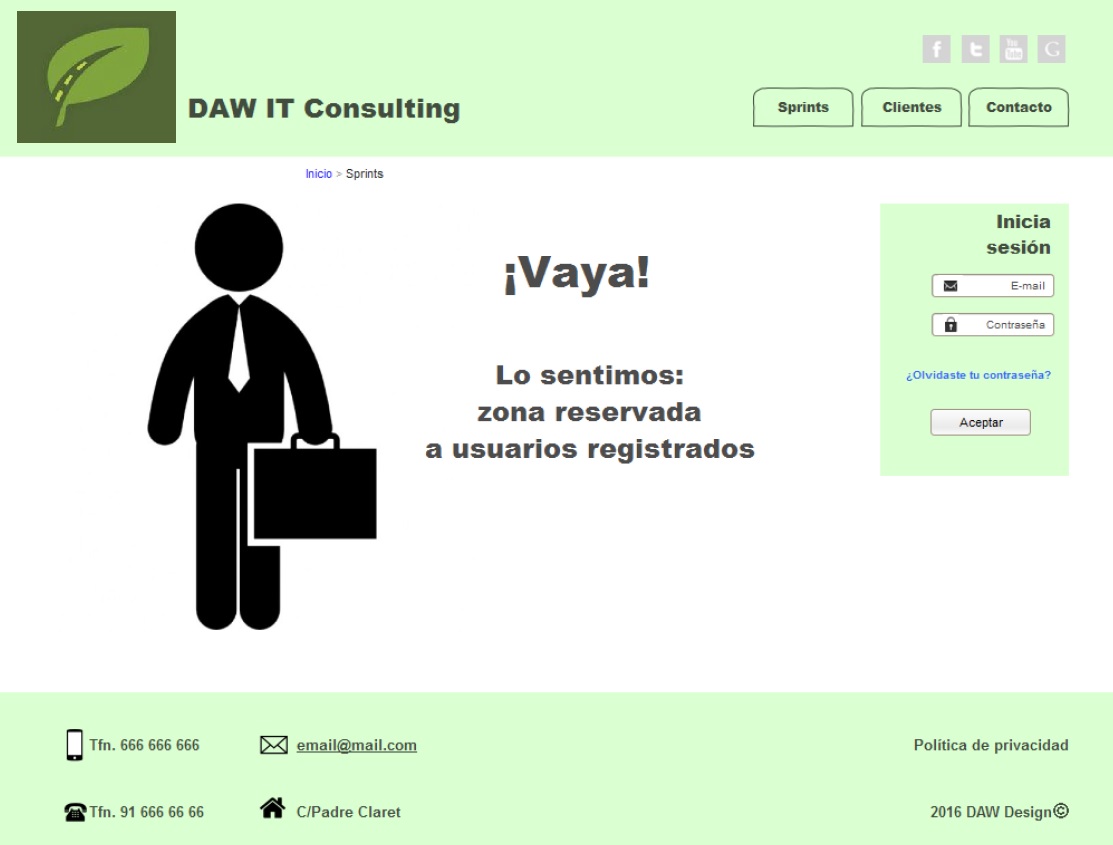 DAW IT Consulting
f
t
You
Tube
G
Sprints
Clientes
Contacto
Inicio > Sprints
¡Vaya!
Lo sentimos:
zona reservada
a usuarios registrados
Inicia
sesión
E-mail
Contraseña
¿Olvidaste tu contraseña?
Aceptar
Tfn. 666 666 666
email@mail.com
Política de privacidad
Tfn. 91 666 66 66
C/Padre Claret
2016 DAW Design©